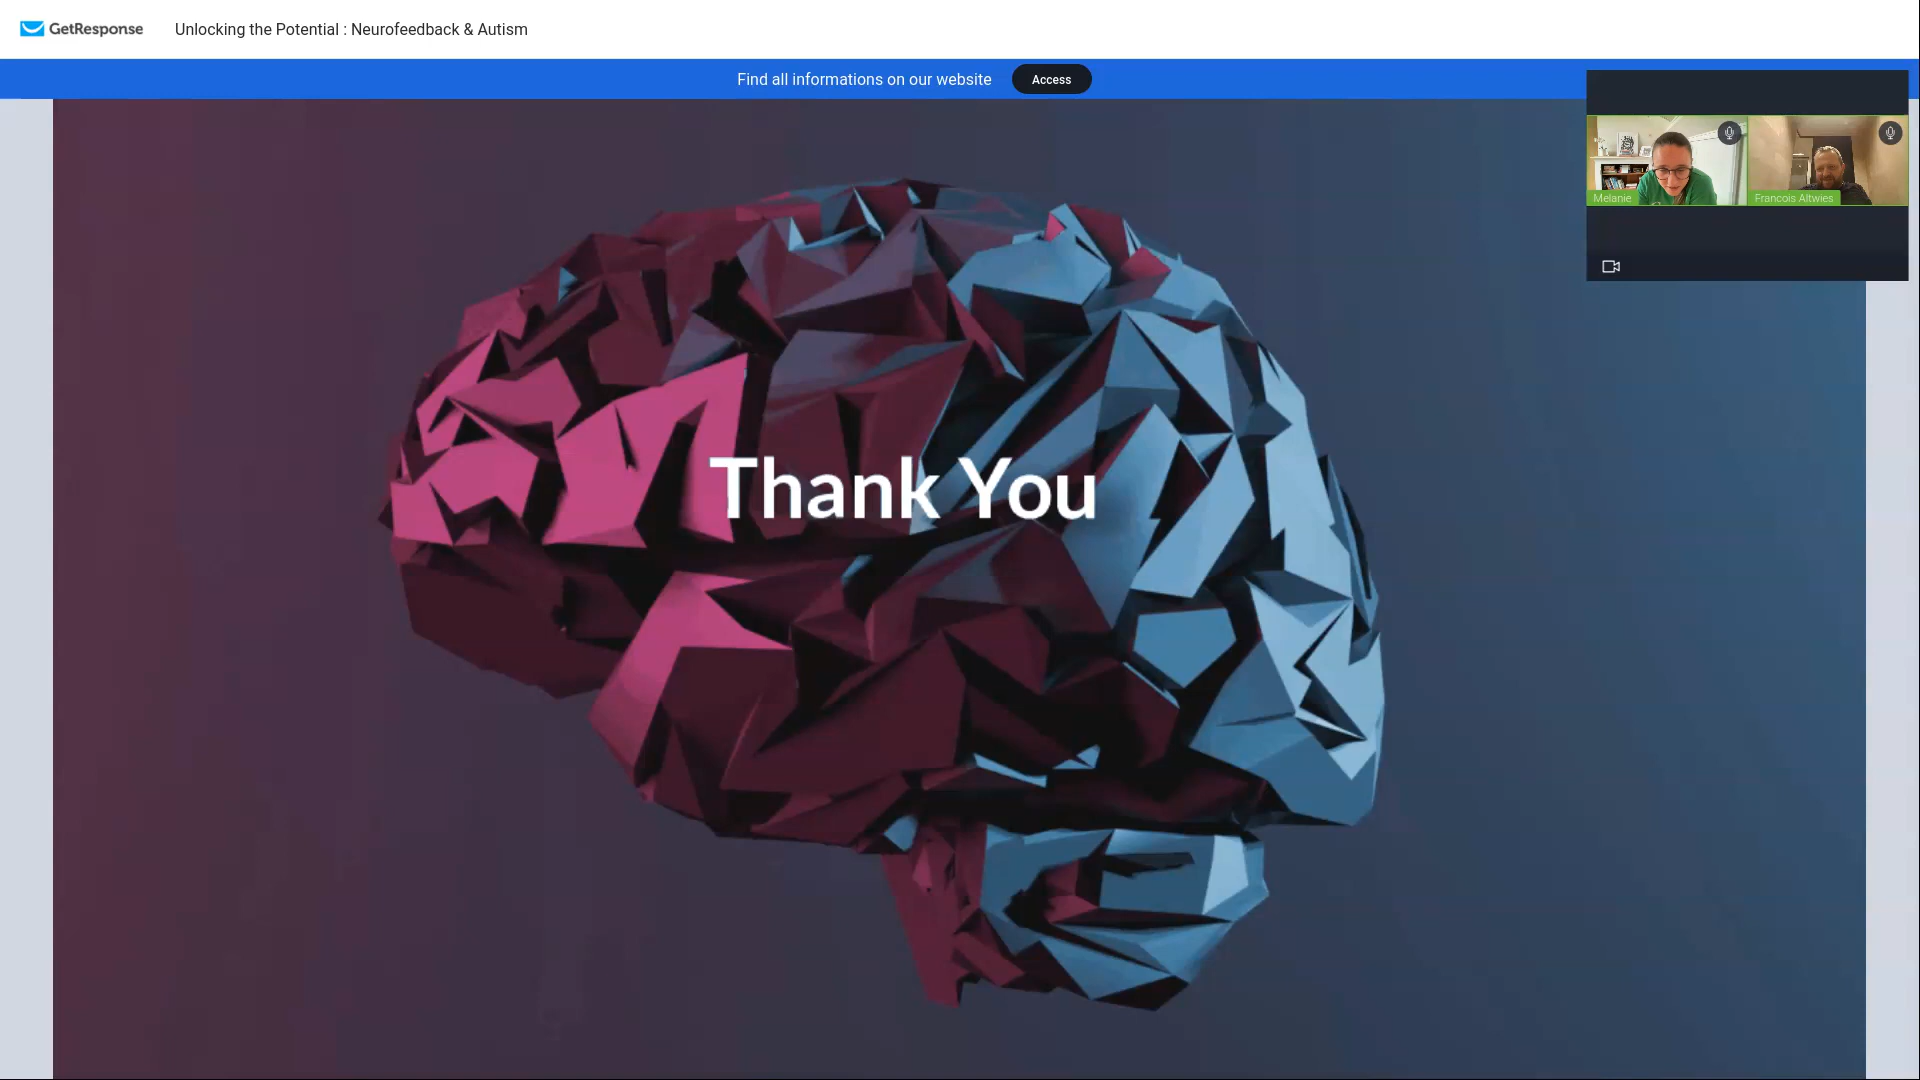 GetResponse
Unlocking the Potential : Neurofeedback & Autism
Find all informations on our website
Access
Melanie
Francois Altwies
Thank You